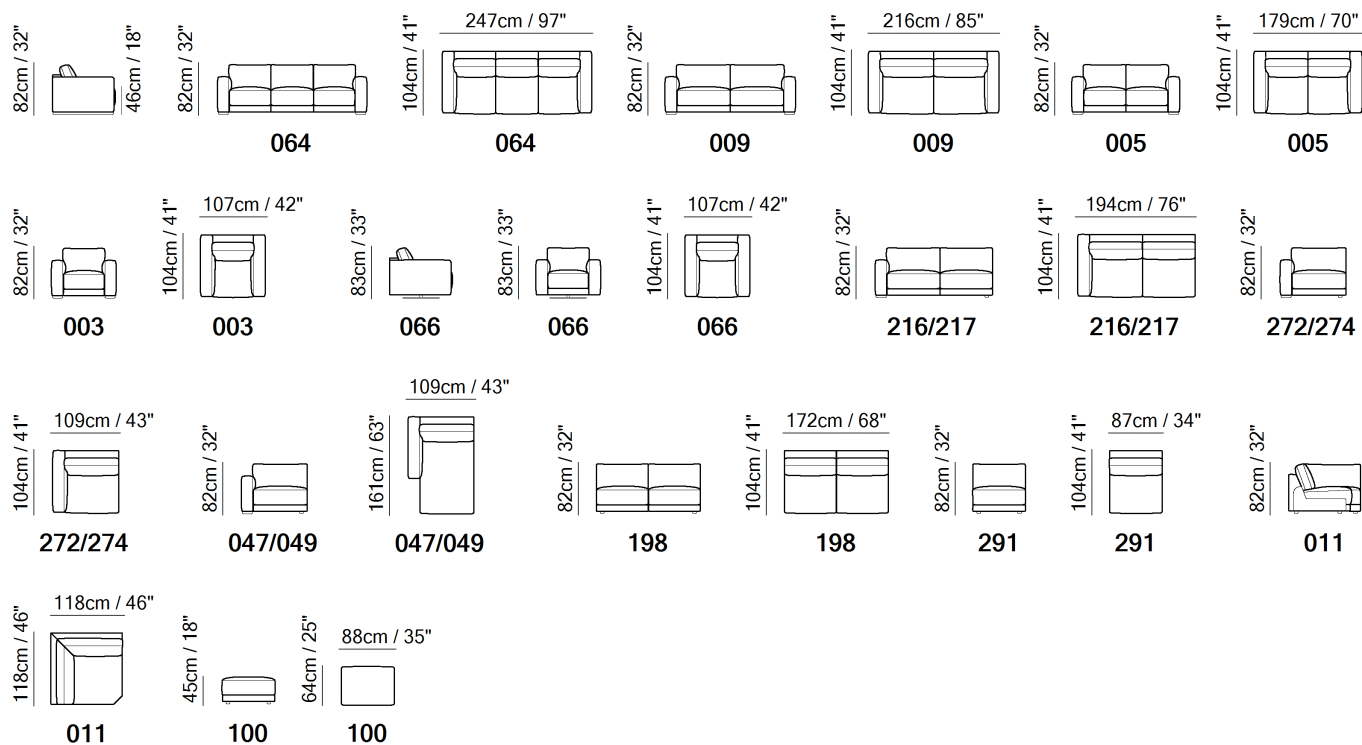 82cm / 32"
46cm / 18"
82cm / 32"
064
104cm / 41"
247cm / 97"
064
82cm / 32"
009
104cm / 41"
216cm / 85"
009
82cm / 32"
005
104cm / 41"
179cm / 70"
005
82cm / 32"
003
104cm / 41"
107cm / 42"
003
83cm / 33"
066
83cm / 33"
066
104cm / 41"
107cm / 42"
066
82cm / 32"
216/217
104cm / 41"
194cm / 76"
216/217
82cm / 32"
272/274
104cm / 41"
109cm / 43"
272/274
82cm / 32"
047/049
161cm / 63"
109cm / 43"
047/049
82cm / 32"
198
104cm / 41"
172cm / 68"
198
82cm / 32"
291
104cm / 41"
87cm / 34"
291
82cm / 32"
011
118cm / 46"
118cm / 46"
011
45cm / 18"
100
64cm / 25"
88cm / 35"
100